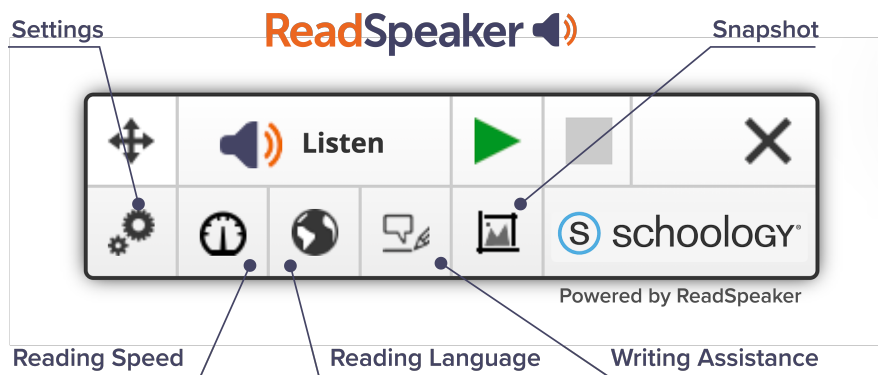 ReadSpeaker
Settings
Snapshot
Listen
S schoology®
Powered by ReadSpeaker
Reading Speed
Reading Language
Writing Assistance